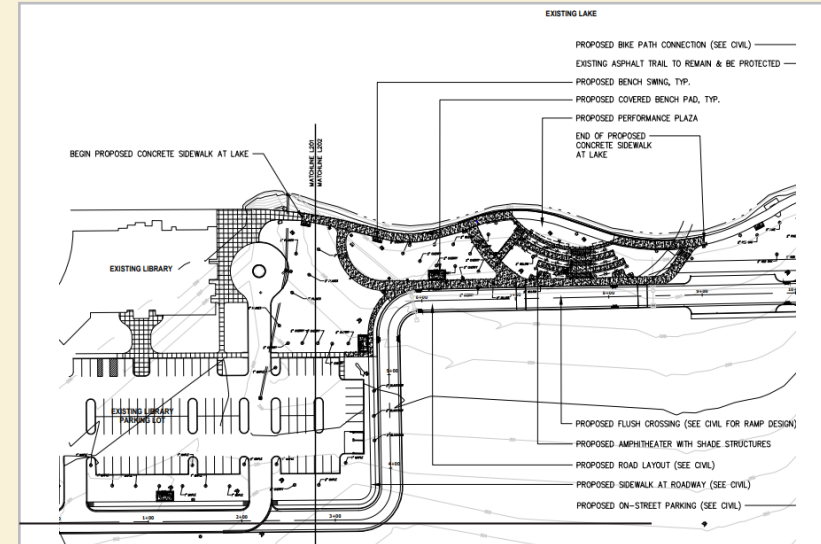 EXISTING LAKE
PROPOSED BIKE PATH CONNECTION (SEE CIVIL)
EXISTING ASPHALT TRAIL TO REMAIN & BE PROTECTED
PROPOSED BENCH SWING, TYP.
PROPOSED COVERED BENCH PAD, TYP.
PROPOSED PERFORMANCE PLAZA
END OF PROPOSED
CONCRETE SIDEWALK
AT LAKE
BEGIN PROPOSED CONCRETE SIDEWALK AT LAKE
MATCHLINE L201
MATCHLINE L202
EXISTING LIBRARY
EXISTING LIBRARY
PARKING LOT
PROPOSED FLUSH CROSSING (SEE CIVIL FOR RAMP DESIGN)
PROPOSED AMPHITHEATER WITH SHADE STRUCTURES
PROPOSED ROAD LAYOUT (SEE CIVIL)
PROPOSED SIDEWALK AT ROADWAY (SEE CIVIL)
PROPOSED ON-STREET PARKING (SEE CIVIL)
1+00
2+00
3+00